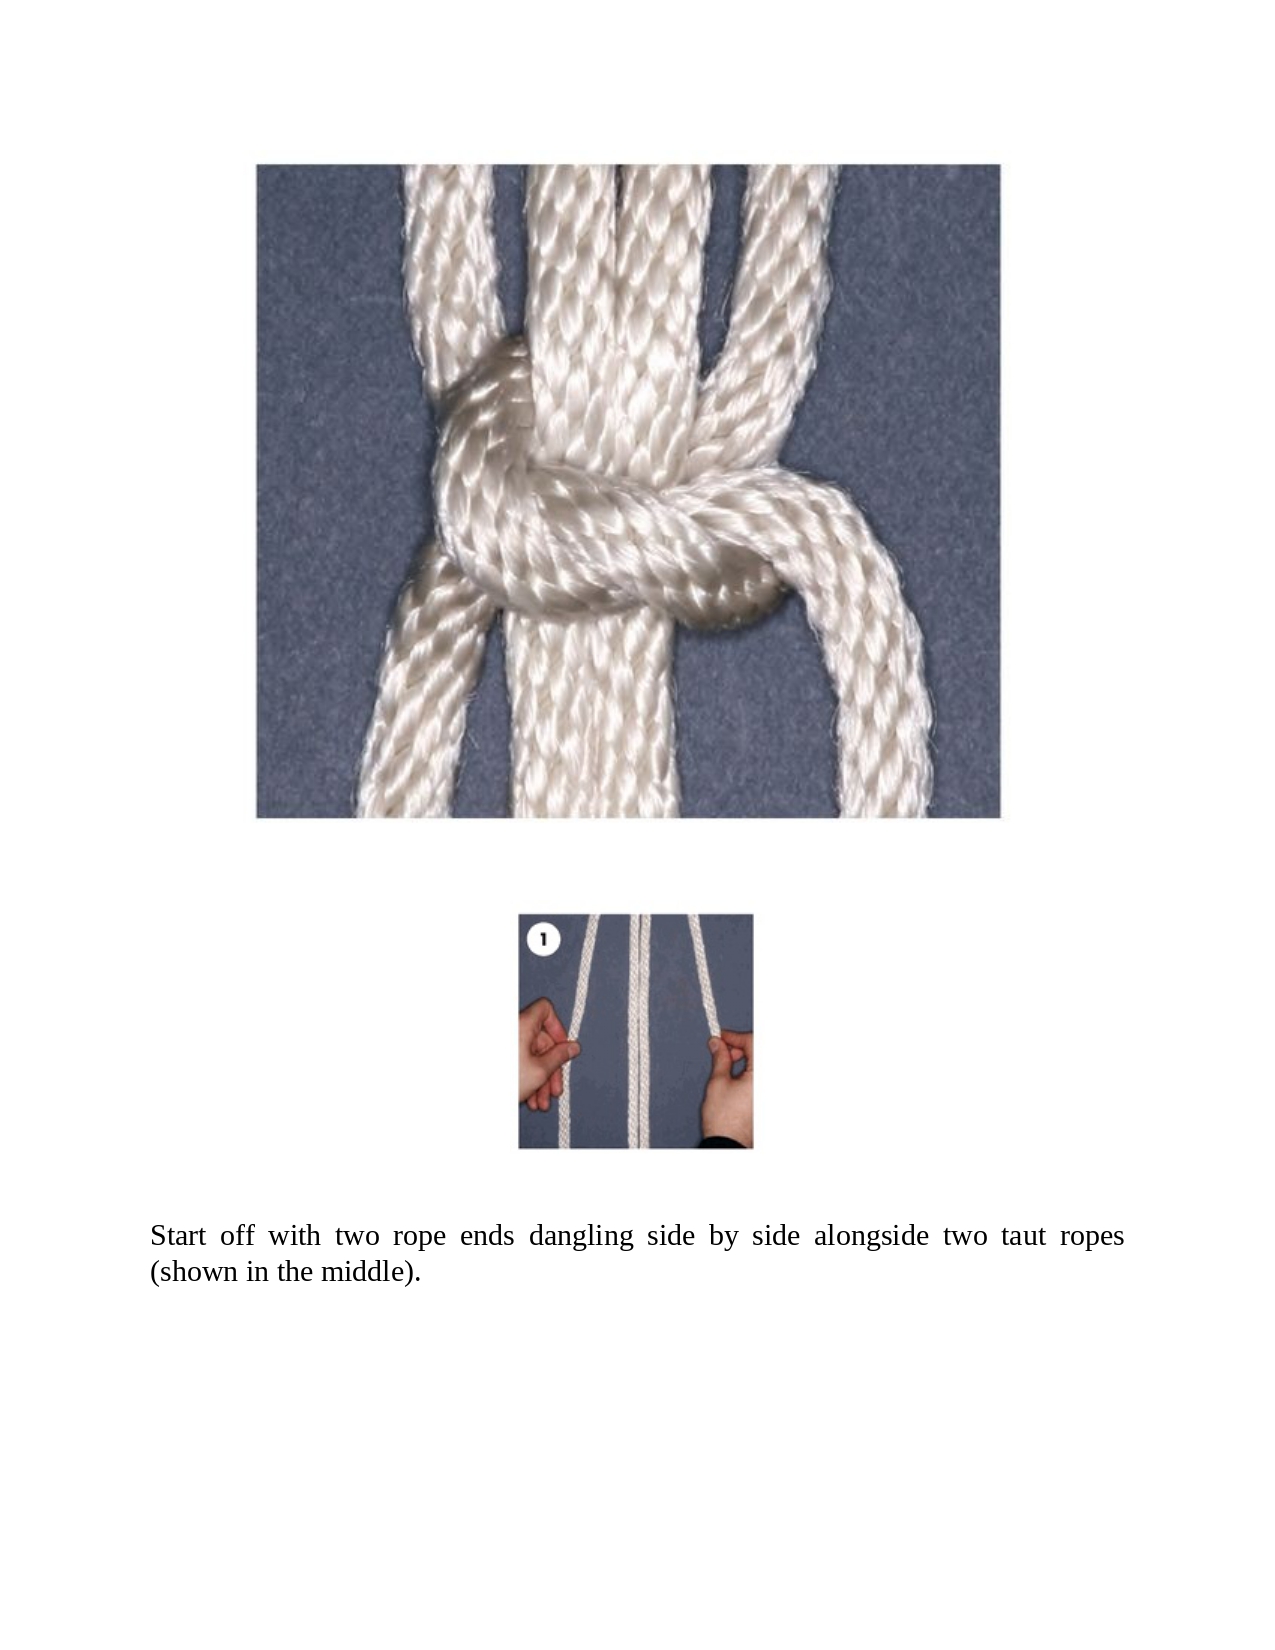 1
Start off with two rope ends dangling side by side alongside two taut ropes
(shown in the middle).